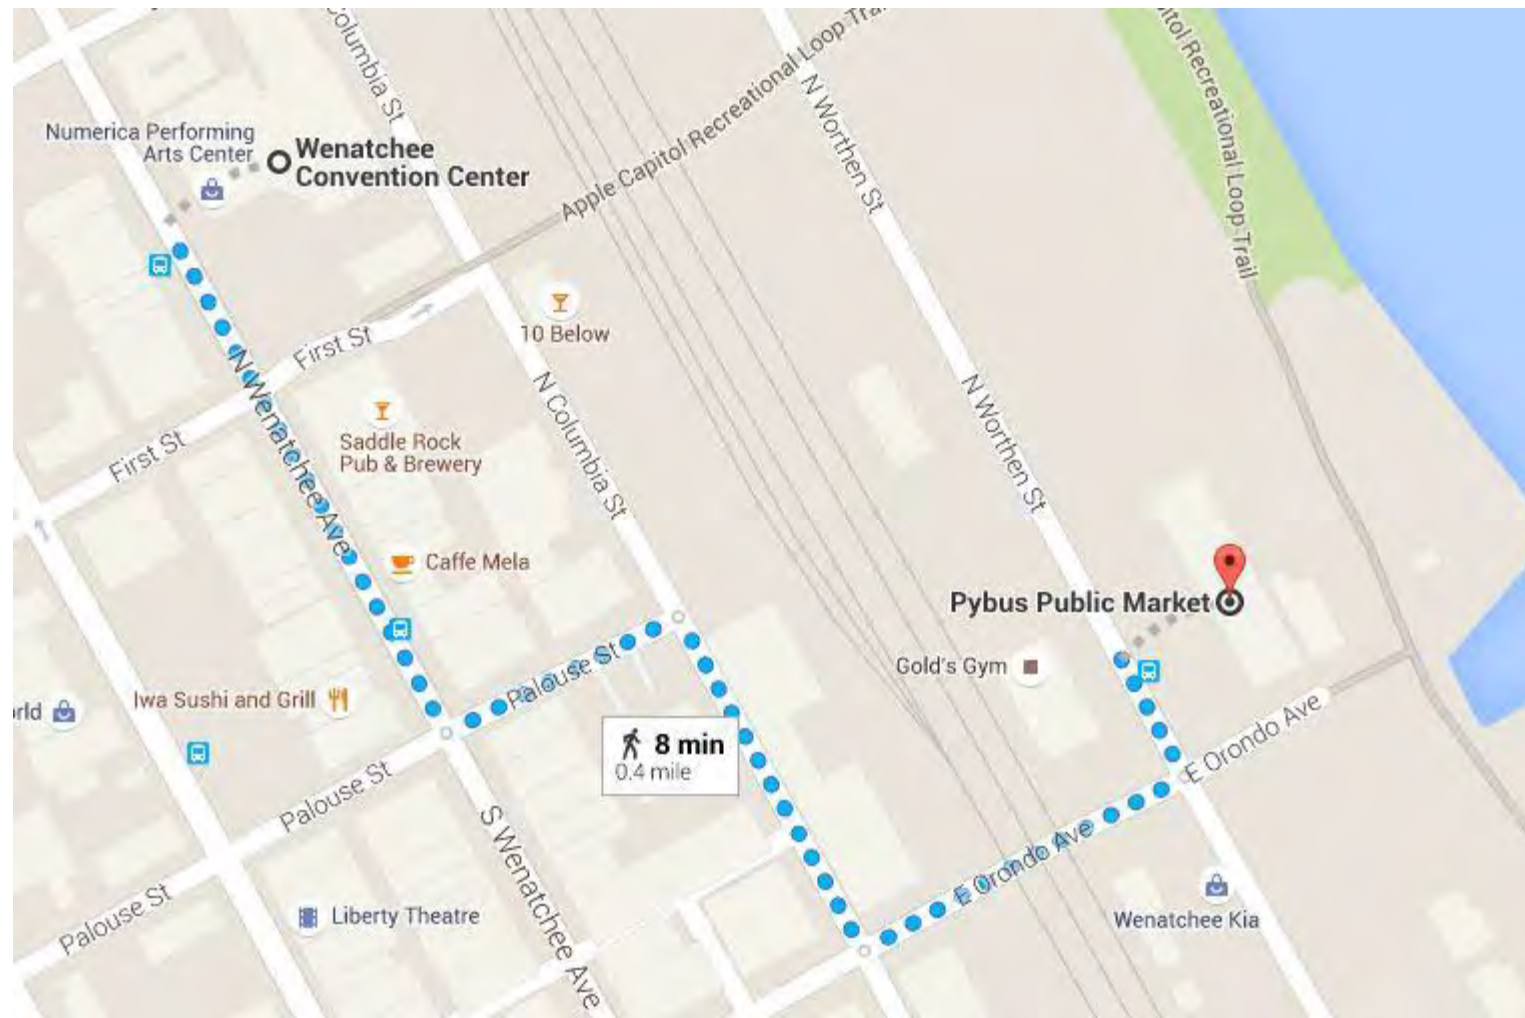 Columbia St
Apple Capitol Recreational Loop Tra
itol Recreational Loop Trail
N Worthen St
Numerica Performing
Arts Center
Wenatchee
Convention Center
First St
10 Below
N Wenatchee Ave
N Columbia St
N Worthen St
Saddle Rock
Pub & Brewery
First St
Caffe Mela
Pybus Public Market
Gold's Gym
Palouse St
Iwa Sushi and Grill
rld
8 min
0.4 mile
E Orondo Ave
Palouse St
S Wenatchee Ave
E Orondo Ave
Palouse St
Liberty Theatre
Wenatchee Kia